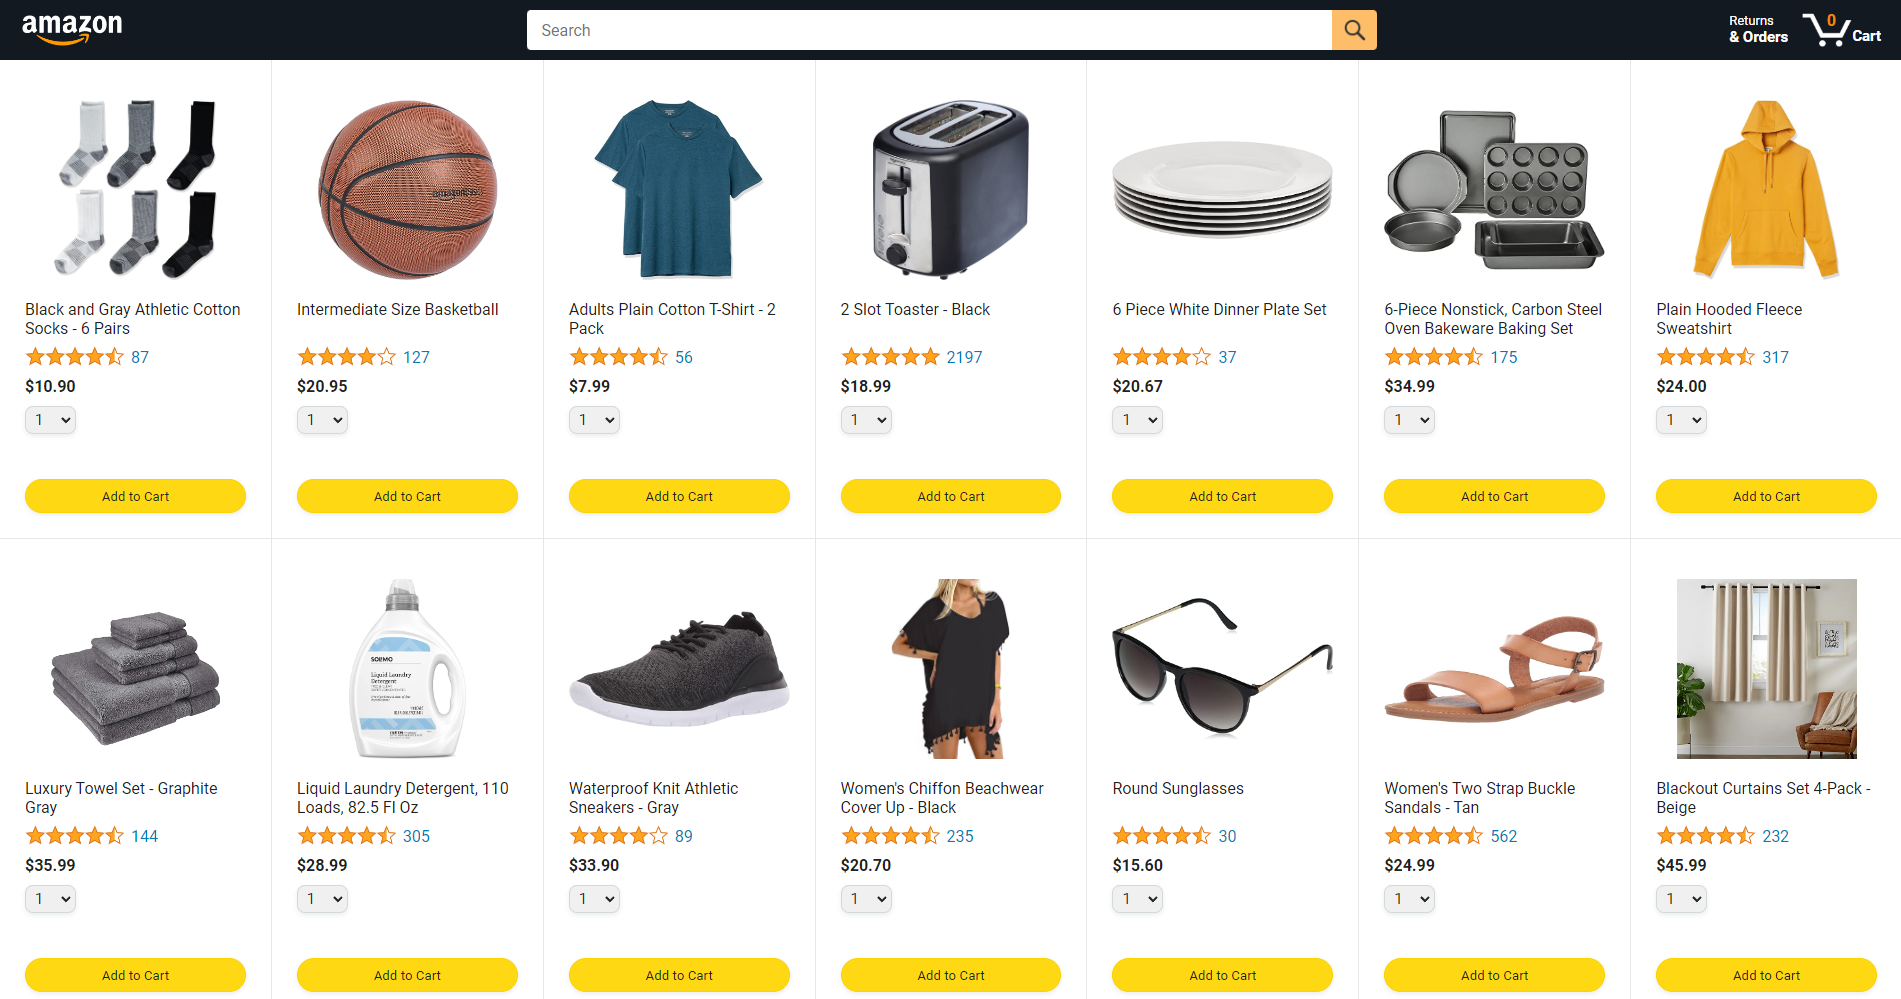 amazon
Search
Returns
& Orders
0
Cart
Black and Gray Athletic Cotton
Socks - 6 Pairs
87
$10.90
1
Add to Cart
Intermediate Size Basketball
127
$20.95
1
Add to Cart
Adults Plain Cotton T-Shirt - 2
Pack
56
$7.99
1
Add to Cart
2 Slot Toaster - Black
2197
$18.99
1
Add to Cart
6 Piece White Dinner Plate Set
37
$20.67
1
Add to Cart
6-Piece Nonstick, Carbon Steel
Oven Bakeware Baking Set
175
$34.99
1
Add to Cart
Plain Hooded Fleece
Sweatshirt
317
$24.00
1
Add to Cart
Luxury Towel Set - Graphite
Gray
144
$35.99
1
Add to Cart
SOLIMO
Liquid Laundry
Detergent
Liquid Laundry Detergent, 110
Loads, 82.5 Fl Oz
305
$28.99
1
Add to Cart
Waterproof Knit Athletic
Sneakers - Gray
89
$33.90
1
Add to Cart
Women's Chiffon Beachwear
Cover Up - Black
235
$20.70
1
Add to Cart
Round Sunglasses
30
$15.60
1
Add to Cart
Women's Two Strap Buckle
Sandals - Tan
562
$24.99
1
Add to Cart
Blackout Curtains Set 4-Pack -
Beige
232
$45.99
1
Add to Cart